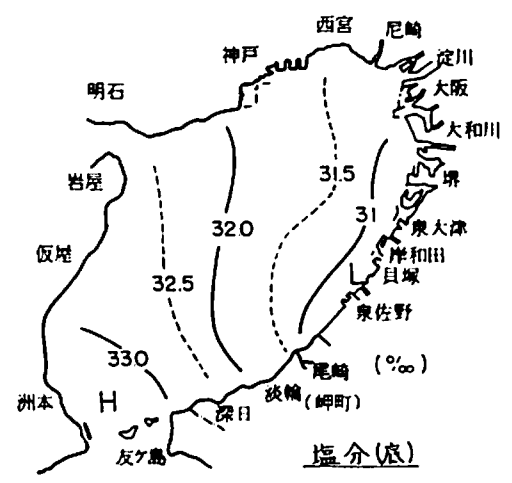 西宮
尼崎
神戸
淀川
大阪
明石
大和川
31.5
堺
岩屋
31
泉大津
32.0
岸和田
仮屋
貝塚
32.5
泉佐野
33.0
尾崎
(‰)
淡輪
(岬町)
洲本
H
深日
友ケ島
塩分(底)